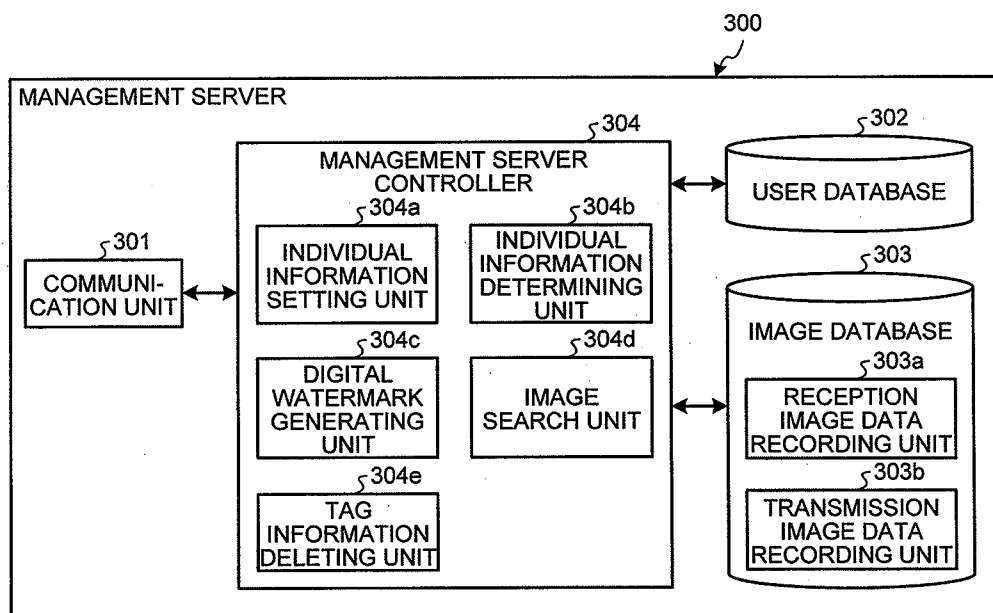 300
MANAGEMENT SERVER
304
MANAGEMENT SERVER
CONTROLLER
304a
INDIVIDUAL
INFORMATION
SETTING UNIT
304b
INDIVIDUAL
INFORMATION
DETERMINING
UNIT
304c
DIGITAL
WATERMARK
GENERATING
UNIT
304d
IMAGE
SEARCH UNIT
304e
TAG
INFORMATION
DELETING UNIT
301
COMMUNI-
CATION UNIT
302
USER DATABASE
303
IMAGE DATABASE
303a
RECEPTION
IMAGE DATA
RECORDING UNIT
303b
TRANSMISSION
IMAGE DATA
RECORDING UNIT